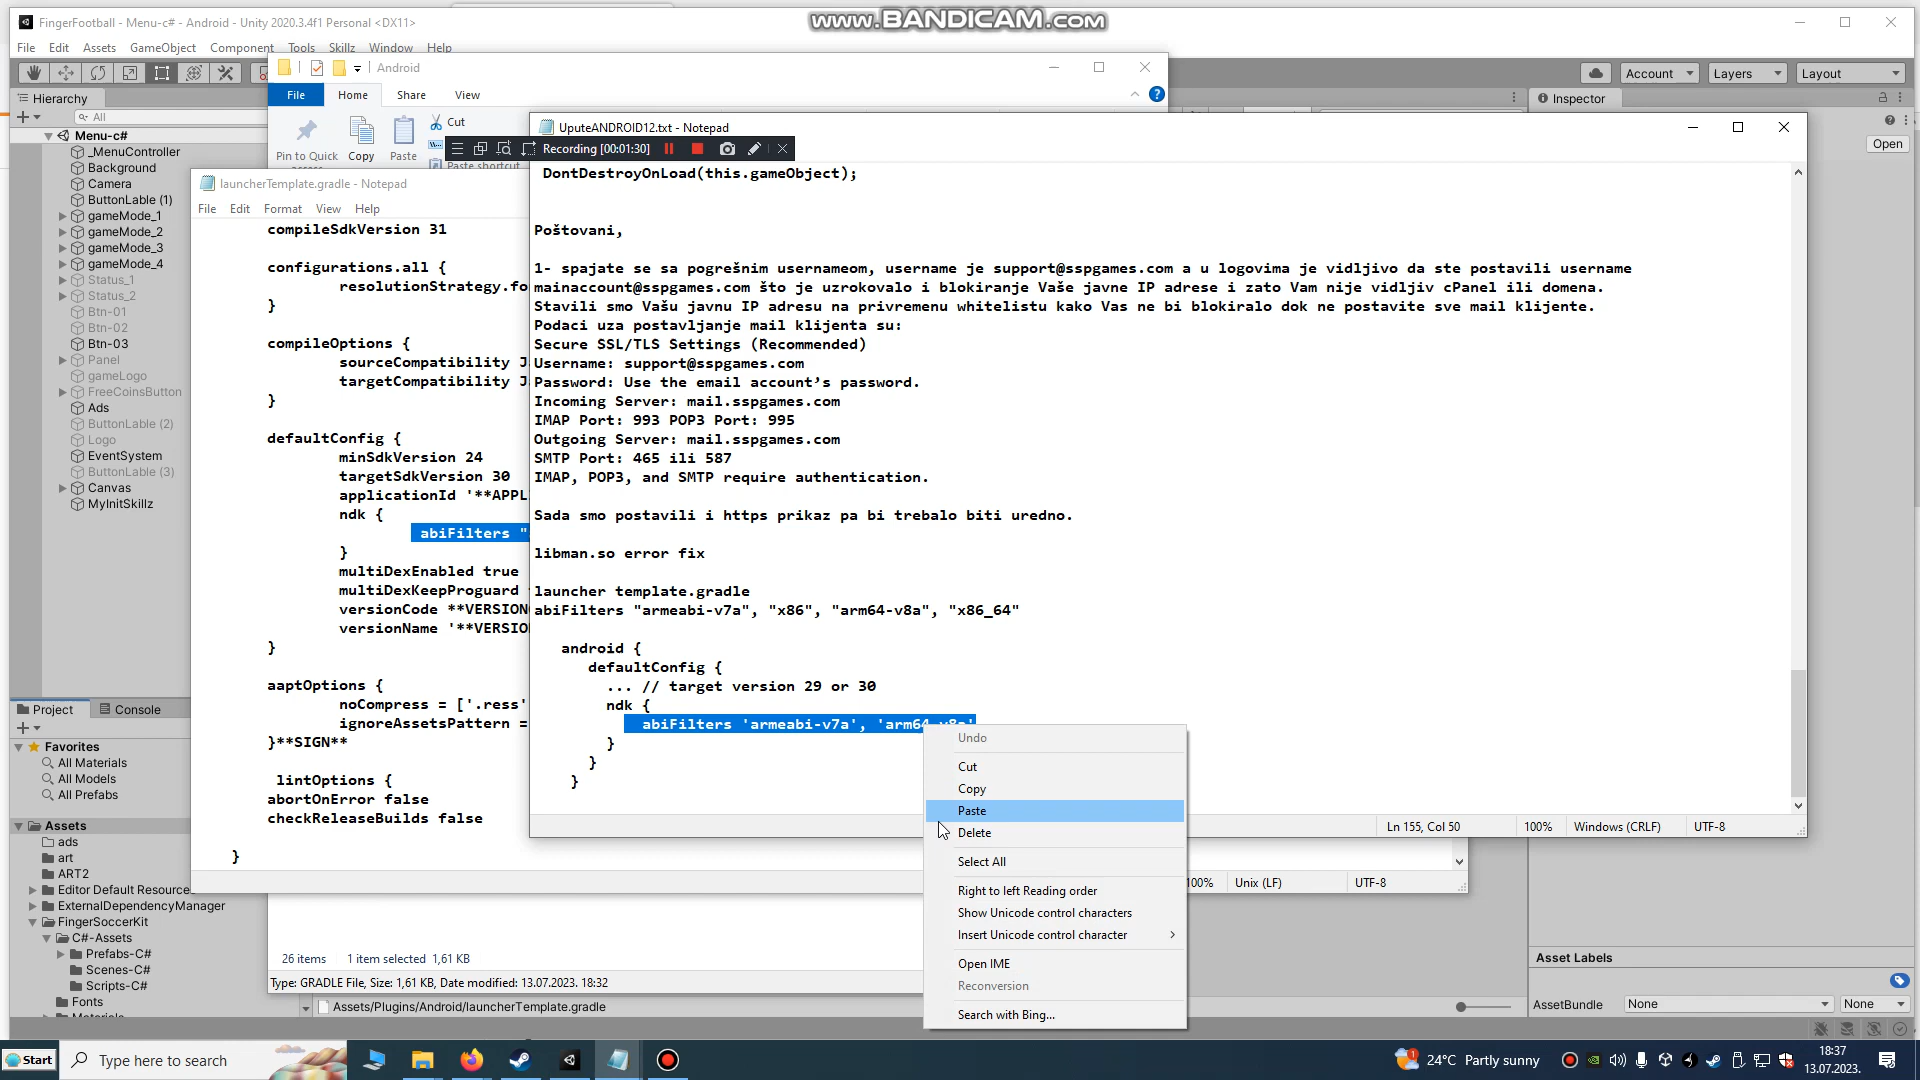 FingerFootball - Menu-c# - Android - Unity 2020.3.4f1 Personal <DX11>
www.BANDICAM.com
File Edit Assets GameObject Component Tools Skillz Window Help
Account Layers Layout
Hierarchy
All
Menu-c#
_MenuController
Background
Camera
ButtonLable (1)
gameMode_1
gameMode_2
gameMode_3
gameMode_4
Status_1
Status_2
Btn-01
Btn-02
Btn-03
Panel
gameLogo
FreeCoinsButton
Ads
ButtonLable (2)
Logo
EventSystem
ButtonLable (3)
Canvas
MyInitSkillz
Project Console
Favorites
All Materials
All Models
All Prefabs
Assets
ads
art
ART2
Editor Default Resources
ExternalDependencyManager
FingerSoccerKit
C#-Assets
Prefabs-C#
Scenes-C#
Scripts-C#
Fonts
Android
File Home Share View
Pin to Quick
Copy
Paste
Cut
Paste shortcut
26 items 1 item selected 1,61 KB
Type: GRADLE File, Size: 1,61 KB, Date modified: 13.07.2023. 18:32
Assets/Plugins/Android/launcherTemplate.gradle
launcherTemplate.gradle - Notepad
File Edit Format View Help
compileSdkVersion 31
configurations.all {
resolutionStrategy.fo
}
compileOptions {
sourceCompatibility J
targetCompatibility J
}
defaultConfig {
minSdkVersion 24
targetSdkVersion 30
applicationId '**APPL
ndk {
abiFilters "
}
multiDexEnabled true
multiDexKeepProguard
versionCode **VERSION
versionName '**VERSION
}
aaptOptions {
noCompress = ['.ress'
ignoreAssetsPattern =
}**SIGN**
lintOptions {
abortOnError false
checkReleaseBuilds false
}
100% Unix (LF) UTF-8
UputeANDROID12.txt - Notepad
Recording [00:01:30]
DontDestroyOnLoad(this.gameObject);
Poštovani,
1- spajate se sa pogrešnim usernameom, username je support@sspgames.com a u logovima je vidljivo da ste postavili username
mainaccount@sspgames.com što je uzrokovalo i blokiranje Vaše javne IP adrese i zato Vam nije vidljiv cPanel ili domena.
Stavili smo Vašu javnu IP adresu na privremenu whitelistu kako Vas ne bi blokiralo dok ne postavite sve mail klijente.
Podaci uza postavljanje mail klijenta su:
Secure SSL/TLS Settings (Recommended)
Username: support@sspgames.com
Password: Use the email account’s password.
Incoming Server: mail.sspgames.com
IMAP Port: 993 POP3 Port: 995
Outgoing Server: mail.sspgames.com
SMTP Port: 465 ili 587
IMAP, POP3, and SMTP require authentication.
Sada smo postavili i https prikaz pa bi trebalo biti uredno.
libman.so error fix
launcher template.gradle
abiFilters "armeabi-v7a", "x86", "arm64-v8a", "x86_64"
android {
defaultConfig {
... // target version 29 or 30
ndk {
abiFilters 'armeabi-v7a', 'arm64-v8a'
}
}
}
Ln 155, Col 50 100% Windows (CRLF) UTF-8
Undo
Cut
Copy
Paste
Delete
Select All
Right to left Reading order
Show Unicode control characters
Insert Unicode control character
Open IME
Reconversion
Search with Bing...
Inspector
Open
Asset Labels
AssetBundle None None
Start
Type here to search
24°C Partly sunny
18:37
13.07.2023.